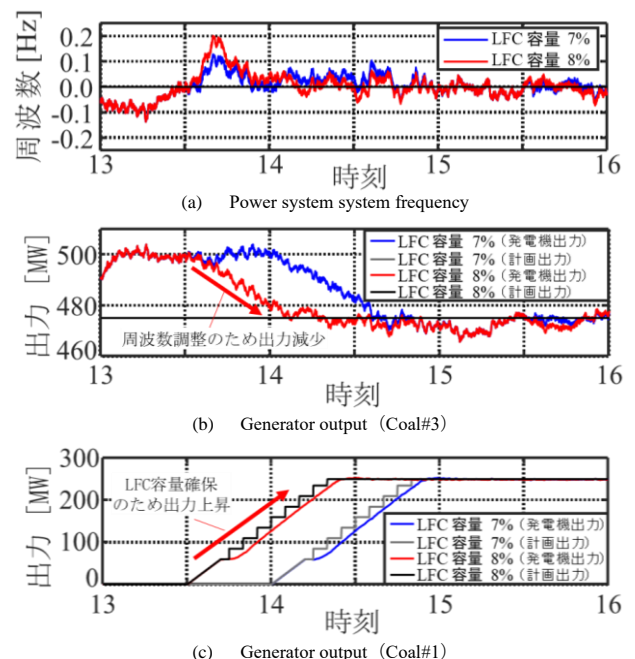 周波数 [Hz]
0.2
0.1
0.0
-0.1
-0.2
LFC 容量 7%
LFC 容量 8%
13 14 15 16
時刻
(a) Power system system frequency
出力 [MW]
500
475
460
LFC 容量 7%（発電機出力）
LFC 容量 7%（計画出力）
LFC 容量 8%（発電機出力）
LFC 容量 8%（計画出力）
周波数調整のため出力減少
13 14 15 16
時刻
(b) Generator output（Coal#3）
出力 [MW]
300
200
100
0
LFC容量確保
のため出力上昇
LFC 容量 7%（発電機出力）
LFC 容量 7%（計画出力）
LFC 容量 8%（発電機出力）
LFC 容量 8%（計画出力）
13 14 15 16
時刻
(c) Generator output（Coal#1）